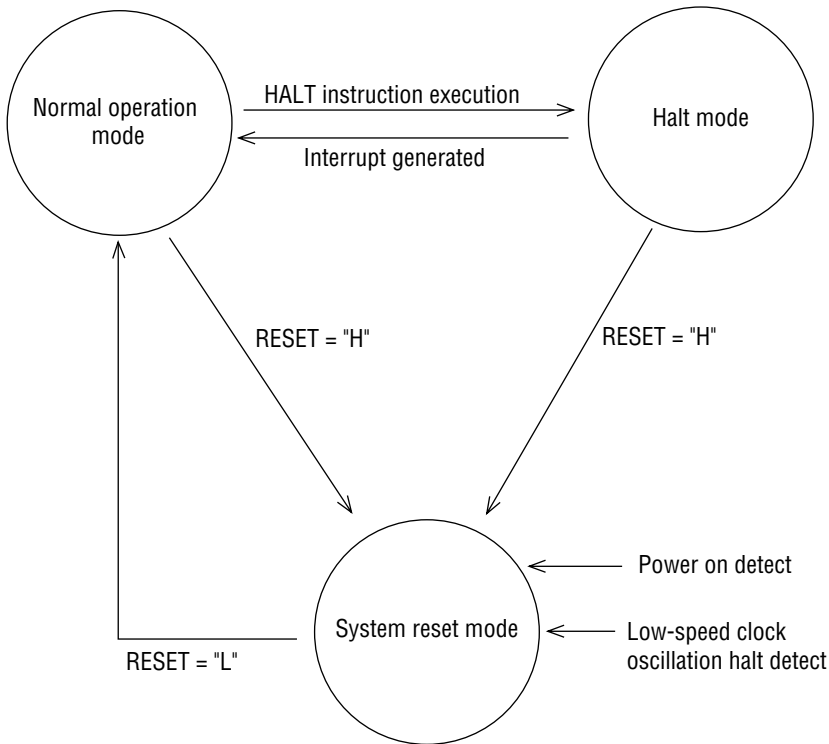 Normal operation
mode
HALT instruction execution
Interrupt generated
Halt mode
RESET = "H"
RESET = "H"
System reset mode
Power on detect
Low-speed clock
oscillation halt detect
RESET = "L"